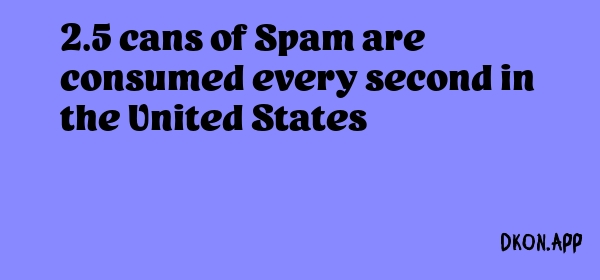 2.5 cans of Spam are
consumed every second in
the United States
DKON.APP